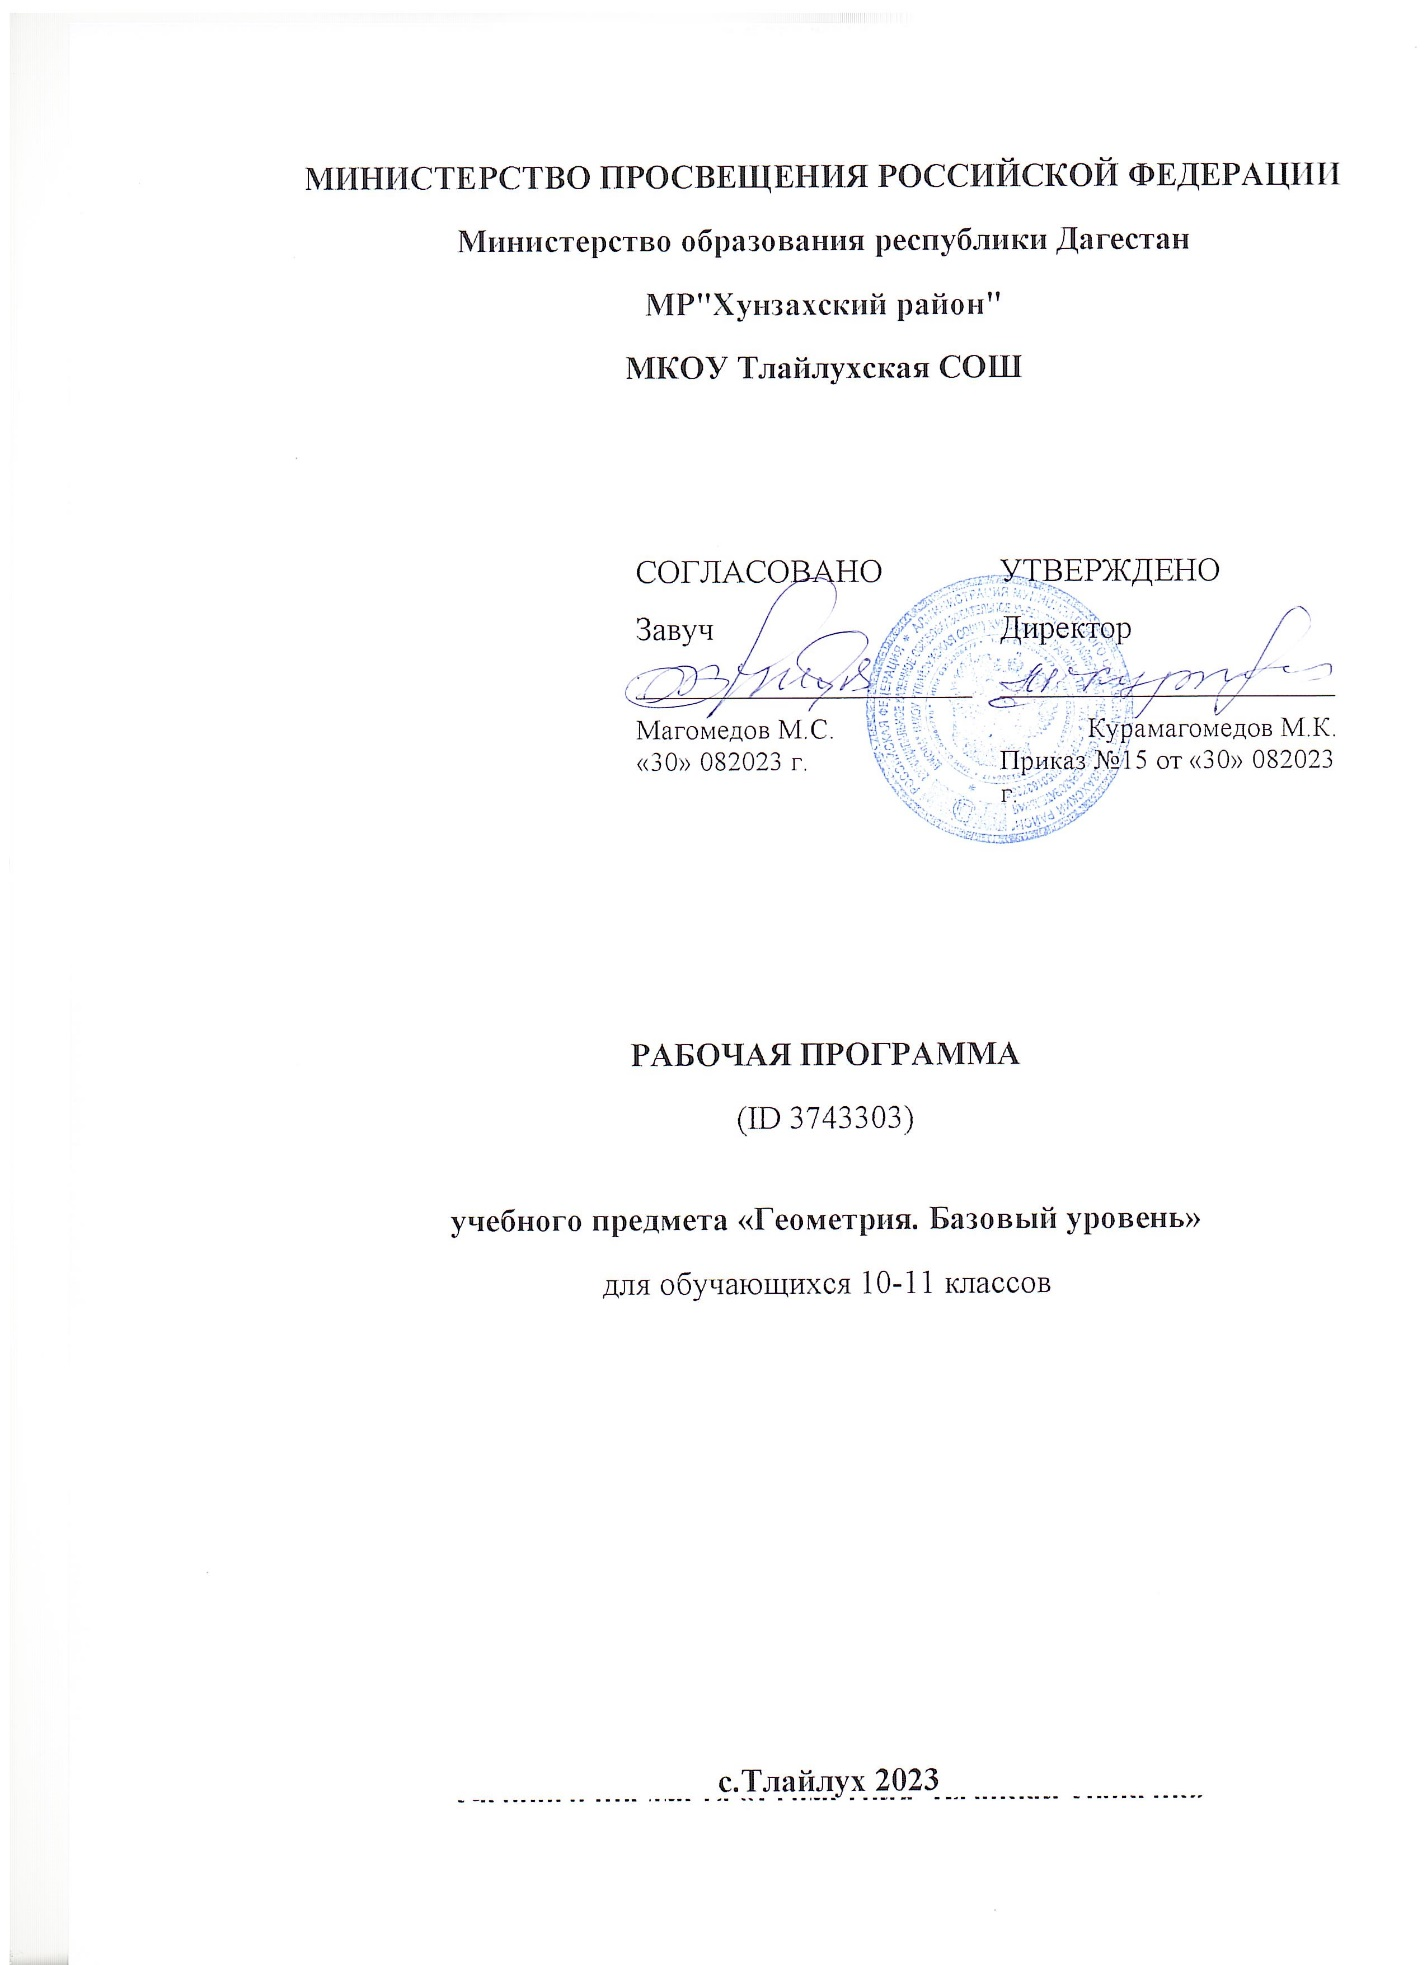 МИНИСТЕРСТВО ПРОСВЕЩЕНИЯ РОССИЙСКОЙ ФЕДЕРАЦИИ
Министерство образования республики Дагестан
МР"Хунзахский район"
МКОУ Тлайлухская СОШ
СОГЛАСОВАНО
Завуч
Магомедов М.С.
«30» 082023 г.
УТВЕРЖДЕНО
Директор
Курамагомедов М.К.
Приказ №15 от «30» 082023
г.
РАБОЧАЯ ПРОГРАММА
(ID 3743303)
учебного предмета «Геометрия. Базовый уровень»
для обучающихся 10-11 классов
с.Тлайлух 2023